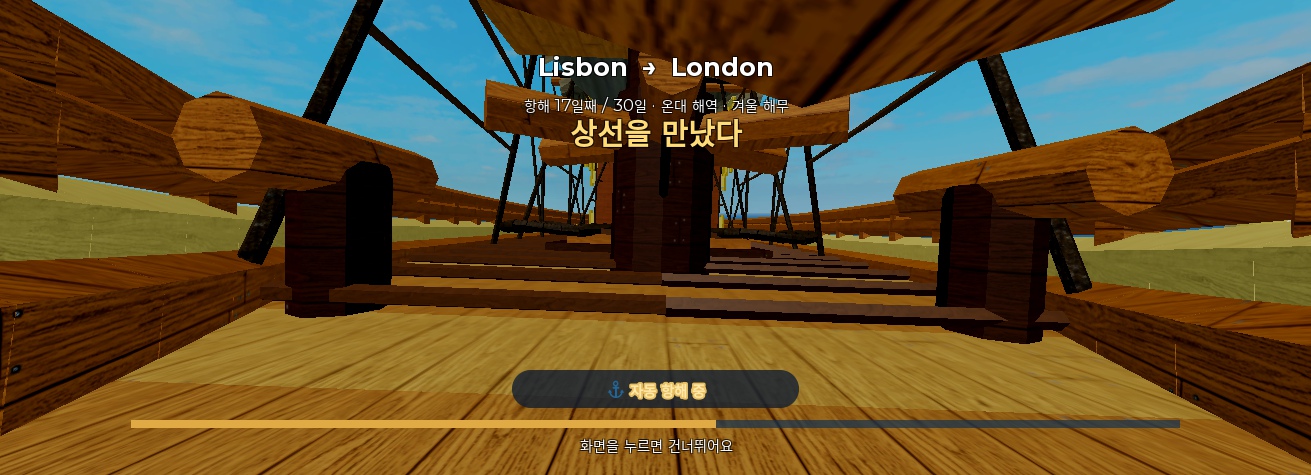 Lisbon → London
항해 17일째 / 30일 · 온대 해역 · 겨울 해무
상선을 만났다
⚓ 자동 항해 중
화면을 누르면 건너뛰어요